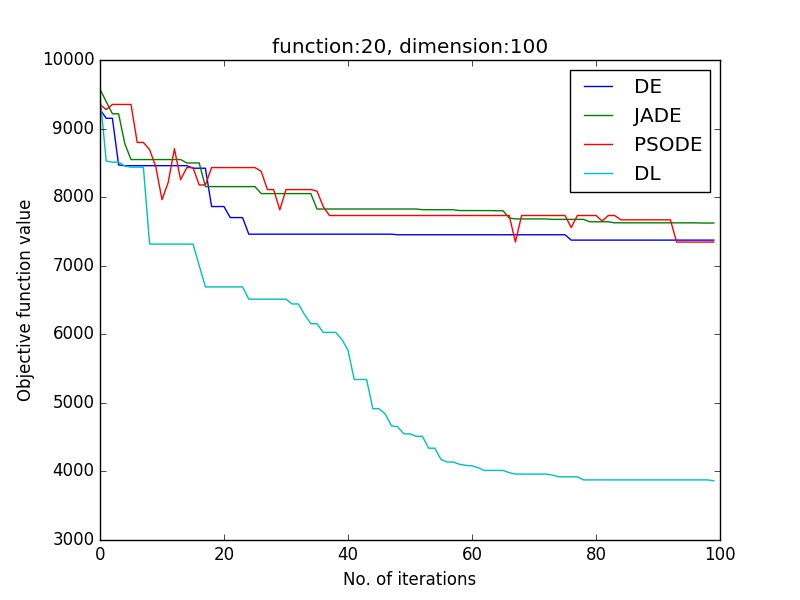 function:20, dimension:100
10000
9000
8000
7000
6000
5000
4000
3000
Objective function value
DE
JADE
PSODE
DL
0 20 40 60 80 100
No. of iterations